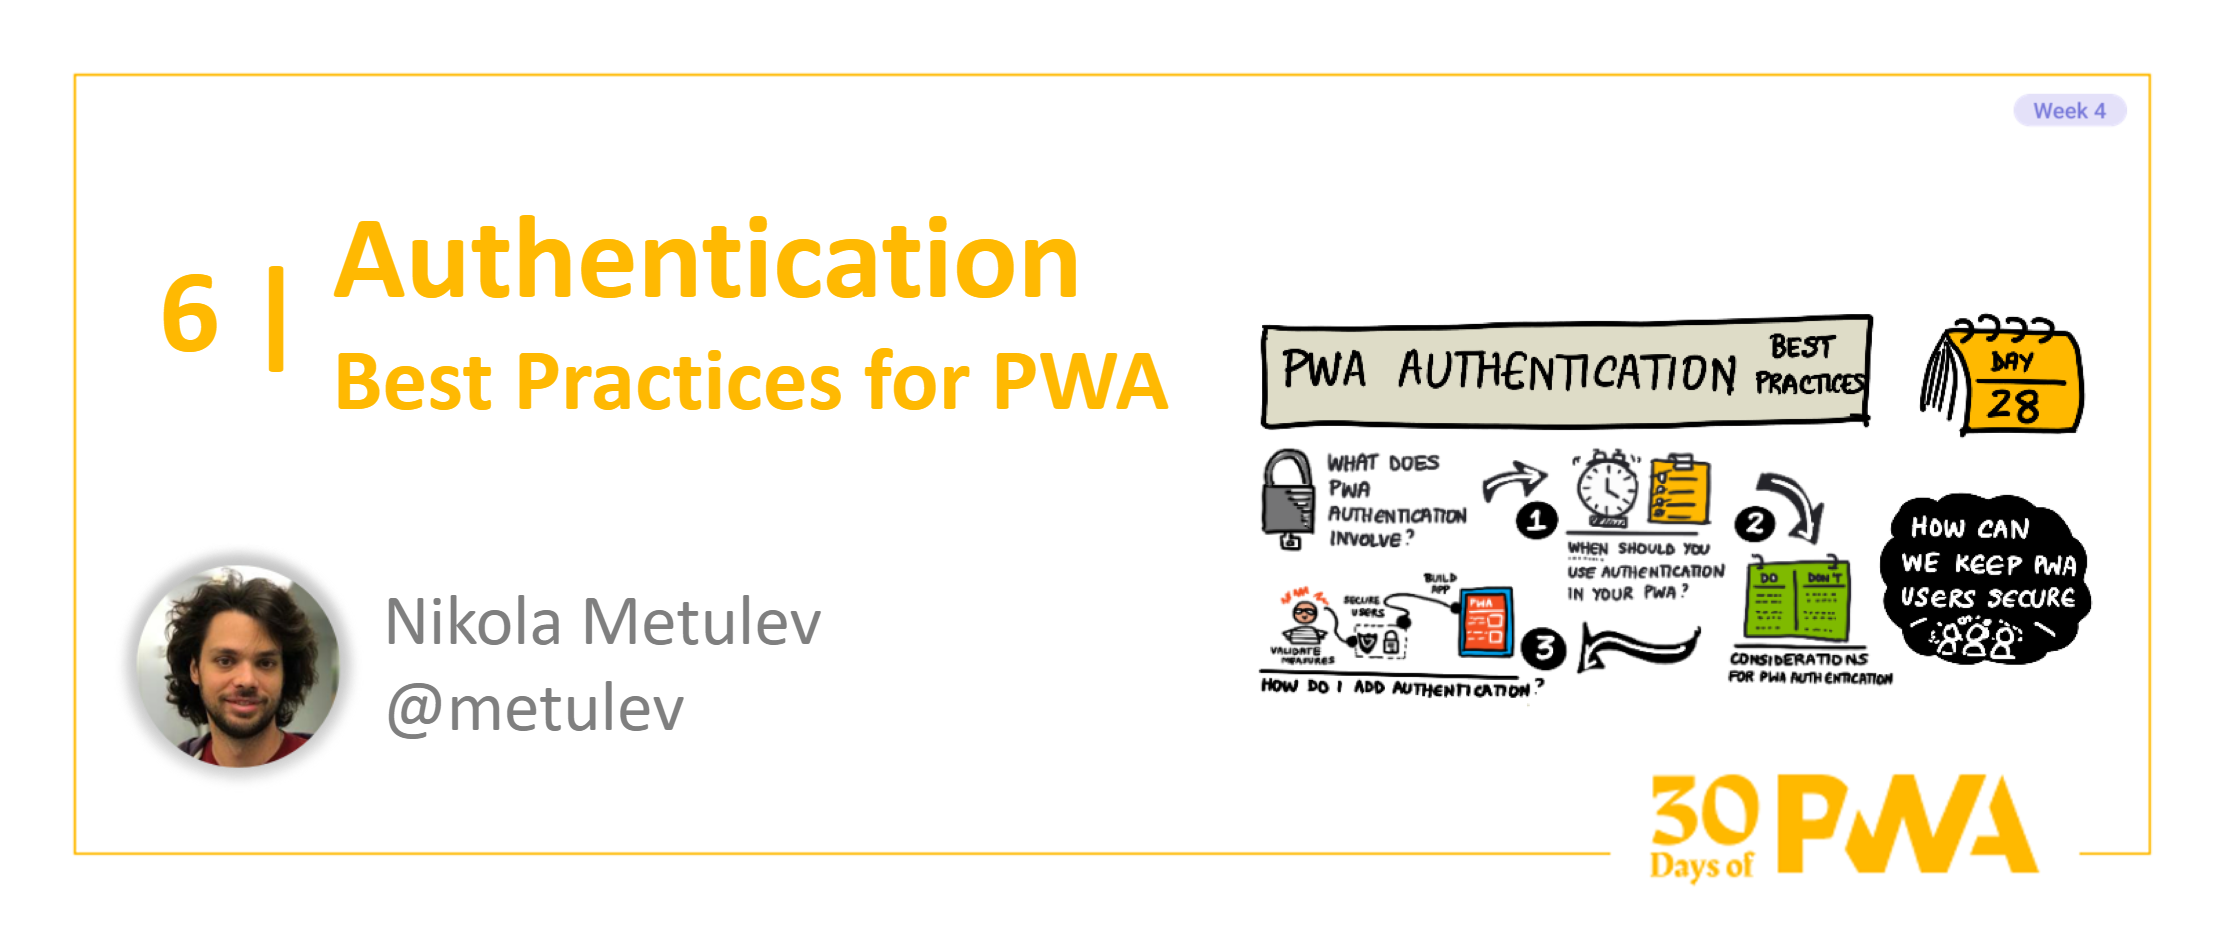 Week 4
6 |
Authentication
Best Practices for PWA
Nikola Metulev
@metulev
PWA AUTHENTICATION BEST
PRACTICES
DAY
28
WHAT DOES
PWA
AUTHENTICATION
INVOLVE?
1
WHEN SHOULD YOU
USE AUTHENTICATION
IN YOUR PWA?
2
DO DON'T
CONSIDERATIONS
FOR PWA AUTHENTICATION
3
BUILD
APP
PWA
SECURE
USERS
VALIDATE
MEASURES
HOW DO I ADD AUTHENTICATION?
HOW CAN
WE KEEP PWA
USERS SECURE
30
Days of
PWA